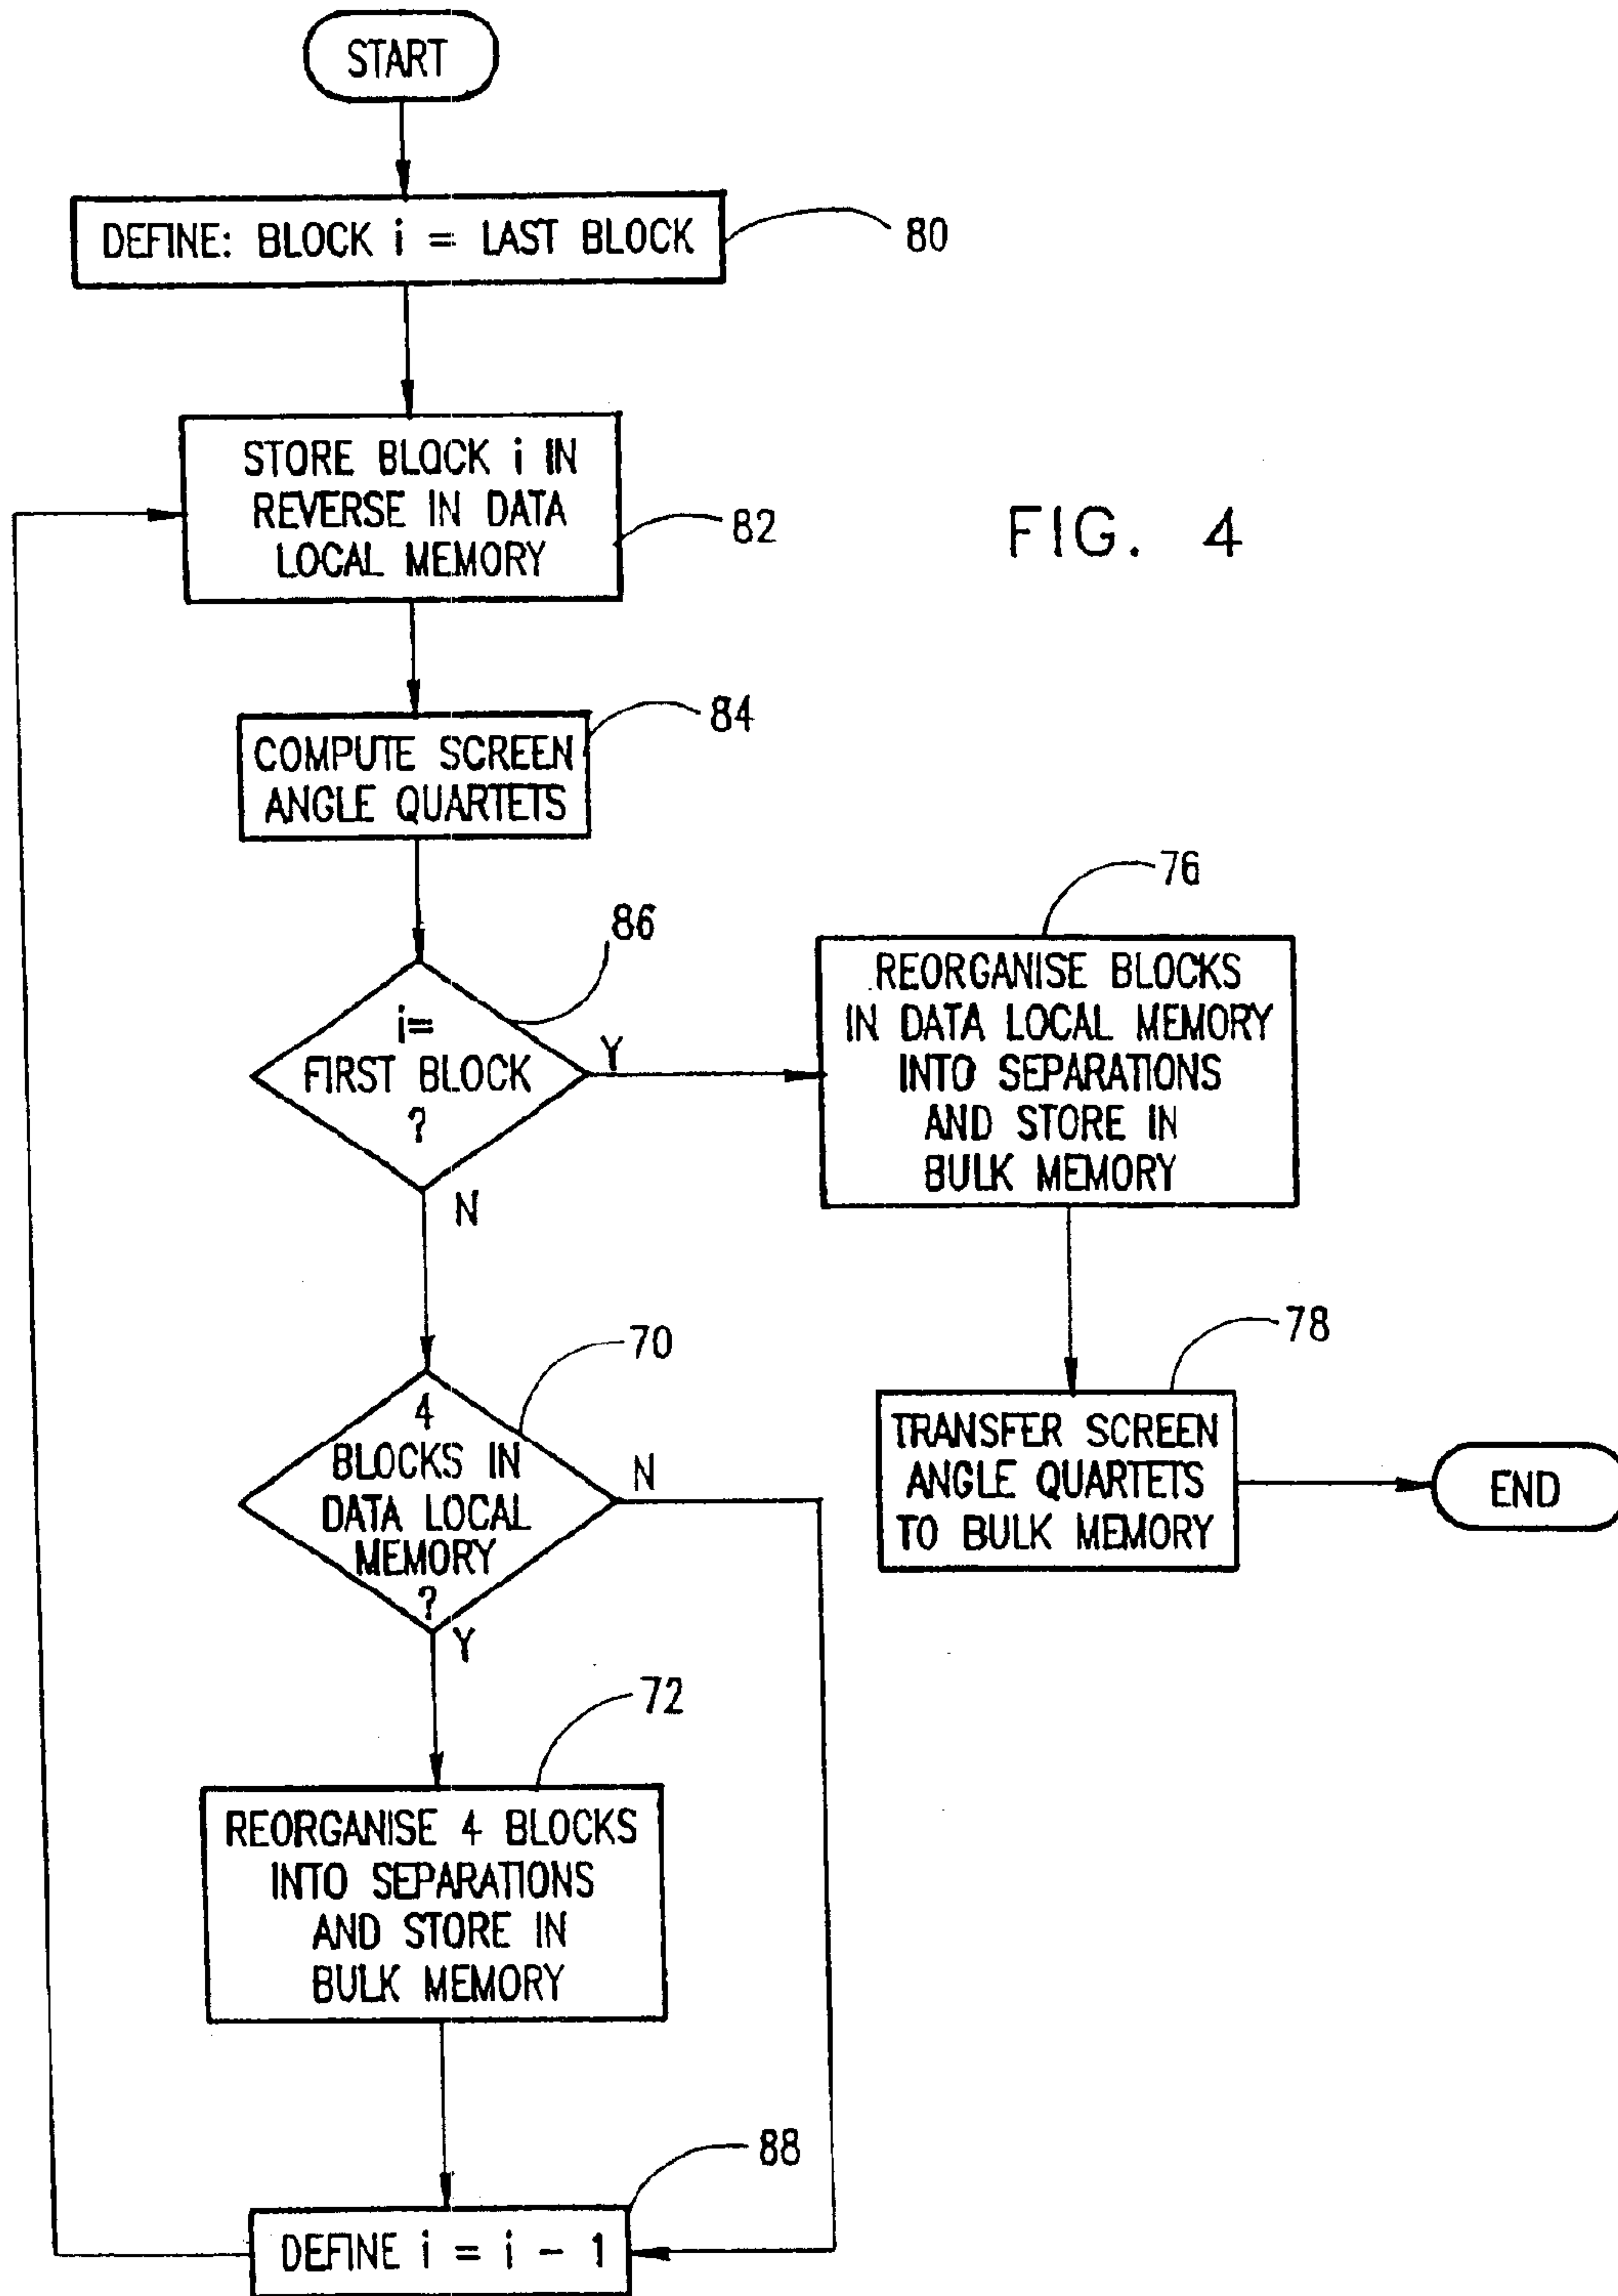 START
DEFINE: BLOCK i = LAST BLOCK
80
STORE BLOCK i IN
REVERSE IN DATA
LOCAL MEMORY
82
FIG. 4
COMPUTE SCREEN
ANGLE QUARTETS
84
i=
FIRST BLOCK
?
86
Y
N
76
REORGANISE BLOCKS
IN DATA LOCAL MEMORY
INTO SEPARATIONS
AND STORE IN
BULK MEMORY
4
BLOCKS IN
DATA LOCAL
MEMORY
?
70
N
Y
78
TRANSFER SCREEN
ANGLE QUARTETS
TO BULK MEMORY
END
72
REORGANISE 4 BLOCKS
INTO SEPARATIONS
AND STORE IN
BULK MEMORY
88
DEFINE i = i - 1